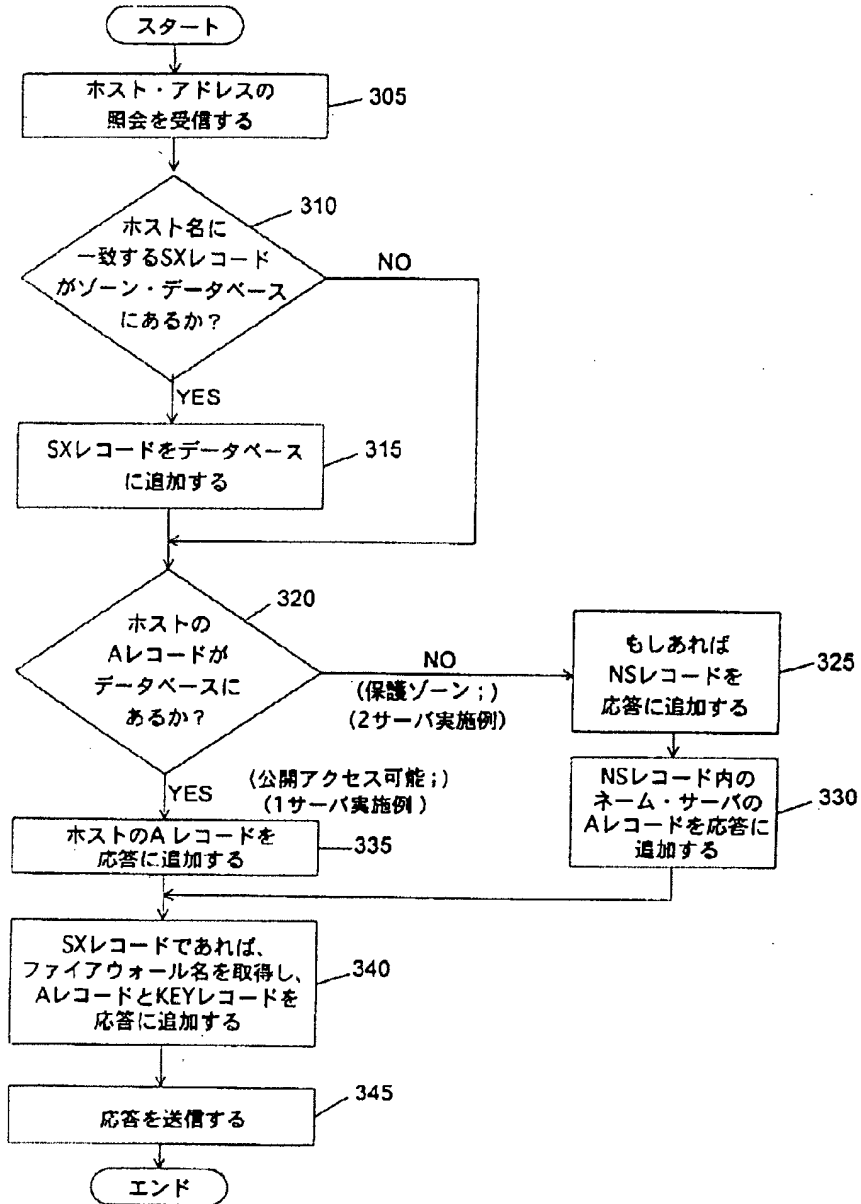 スタート
ホスト・アドレスの
照会を受信する
305
310
ホスト名に
一致するSXレコード
がゾーン・データベース
にあるか？
NO
YES
SXレコードをデータベース
に追加する
315
320
ホストの
Aレコードが
データベースに
あるか？
NO
(保護ゾーン；)
(2サーバ実施例)
もしあれば
NSレコードを
応答に追加する
325
YES
(公開アクセス可能；)
(1サーバ実施例)
NSレコード内の
ネーム・サーバの
Aレコードを応答に
追加する
330
ホストのA レコードを
応答に追加する
335
SXレコードであれば、
ファイアウォール名を取得し、
AレコードとKEYレコードを
応答に追加する
340
応答を送信する
345
エンド